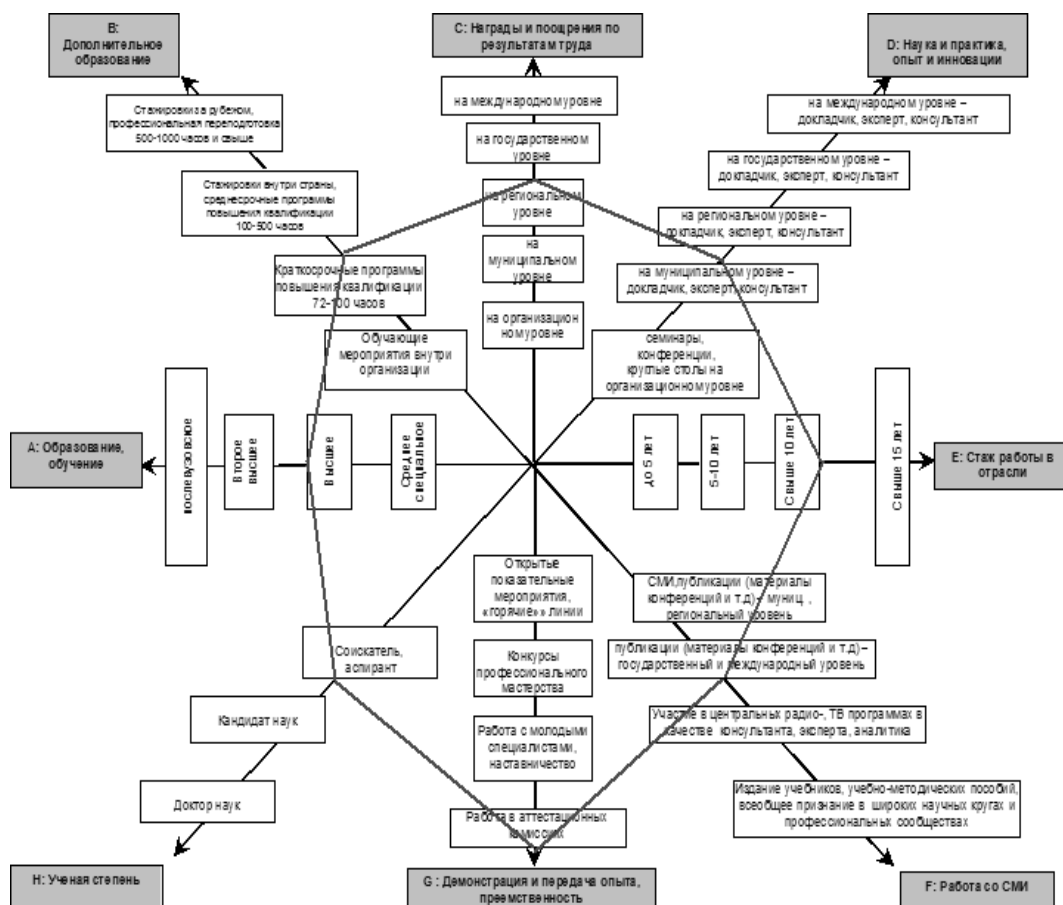 B:
Дополнительное
образование
C: Награды и поощрения по
результатам труда
D: Наука и практика,
опыт и инновации
Стажировки за рубежом,
профессиональная переподготовка
500-1000 часов и свыше
на международном уровне
на международном уровне –
докладчик, эксперт, консультант
на государственном
уровне
на государственном уровне –
докладчик, эксперт, консультант
Стажировки внутри страны,
среднесрочные программы
повышения квалификации
100-500 часов
на региональном
уровне
на региональном уровне –
докладчик, эксперт, консультант
на
муниципальном
уровне
Краткосрочные программы
повышения квалификации
72-100 часов
на муниципальном уровне –
докладчик, эксперт, консультант
на организацион
ном уровне
Обучающие
мероприятия внутри
организации
семинары,
конференции,
круглые столы на
организационном уровне
A: Образование,
обучение
послевузовское
Второе
высшее
Высшее
Среднее
специальное
до 5 лет
5-10 лет
Свыше 10 лет
Свыше 15 лет
E: Стаж работы в
отрасли
Открытые
показательные
мероприятия,
«горячие»» линии
СМИ,публикации (материалы
конференций и т.д)– муниц. ,
региональный уровень
Соискатель,
аспирант
Конкурсы
профессионального
мастерства
публикации (материалы конференций и т.д)–
государственный и международный уровень
Кандидат наук
Работа с молодыми
специалистами,
наставничество
Участие в центральных радио-, ТВ программах в
качестве консультанта, эксперта, аналитика
Доктор наук
Работа в аттестационных
комиссиях
Издание учебников, учебно-методических пособий,
всеобщее признание в широких научных кругах и
профессиональных сообществах
H: Ученая степень
G : Демонстрация и передача опыта,
преемственность
F: Работа со СМИ